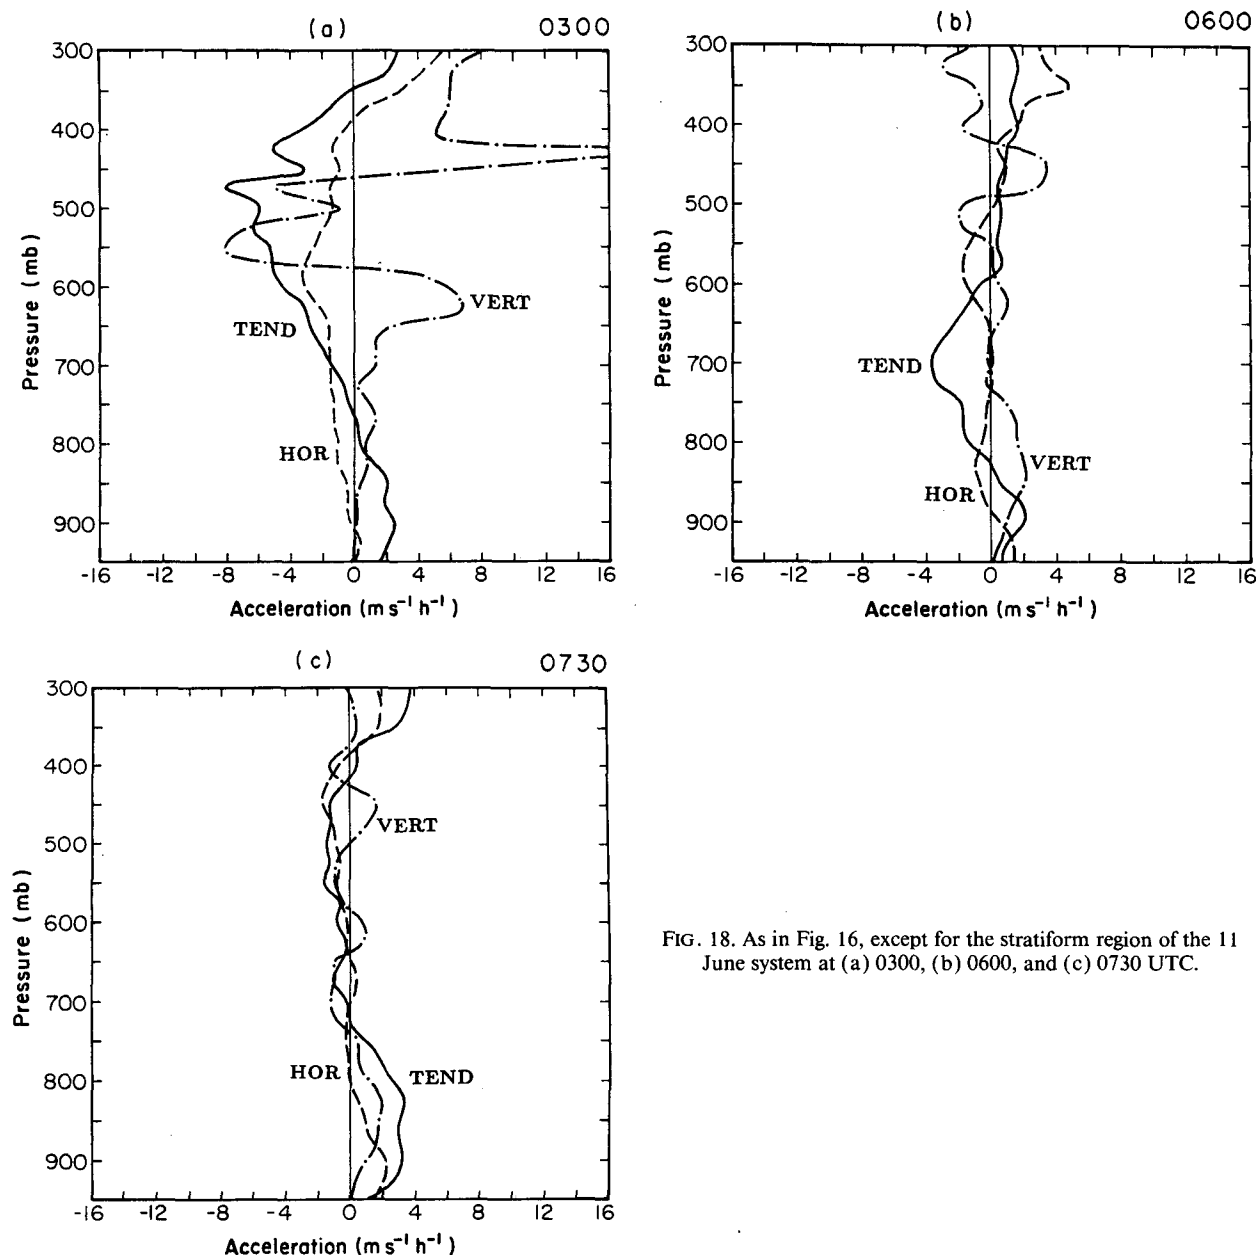 (a) 0300
300
400
500
600
700
800
900
Pressure (mb)
VERT
TEND
HOR
-16 -12 -8 -4 0 4 8 12 16
Acceleration (m s⁻¹ h⁻¹)
(b) 0600
300
400
500
600
700
800
900
Pressure (mb)
TEND
VERT
HOR
-16 -12 -8 -4 0 4 8 12 16
Acceleration (m s⁻¹ h⁻¹)
(c) 0730
300
400
500
600
700
800
900
Pressure (mb)
VERT
HOR TEND
-16 -12 -8 -4 0 4 8 12 16
Acceleration (m s⁻¹ h⁻¹)
FIG. 18. As in Fig. 16, except for the stratiform region of the 11
June system at (a) 0300, (b) 0600, and (c) 0730 UTC.